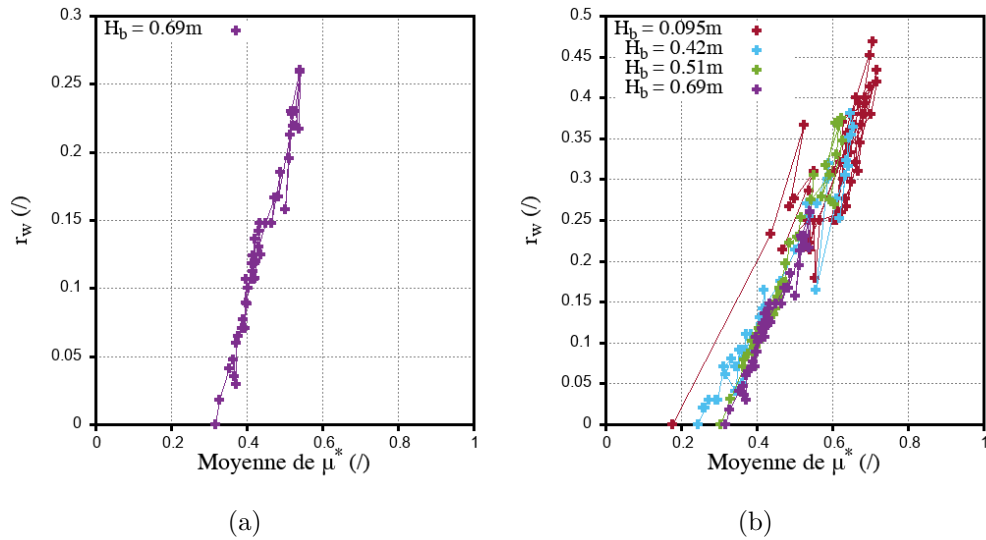 0.3
0.25
0.2
0.15
0.1
0.05
0
r_w (/)
H_b = 0.69m
0 0.2 0.4 0.6 0.8 1
Moyenne de μ* (/)
(a)
0.5
0.45
0.4
0.35
0.3
0.25
0.2
0.15
0.1
0.05
0
r_w (/)
H_b = 0.095m
H_b = 0.42m
H_b = 0.51m
H_b = 0.69m
0 0.2 0.4 0.6 0.8 1
Moyenne de μ* (/)
(b)